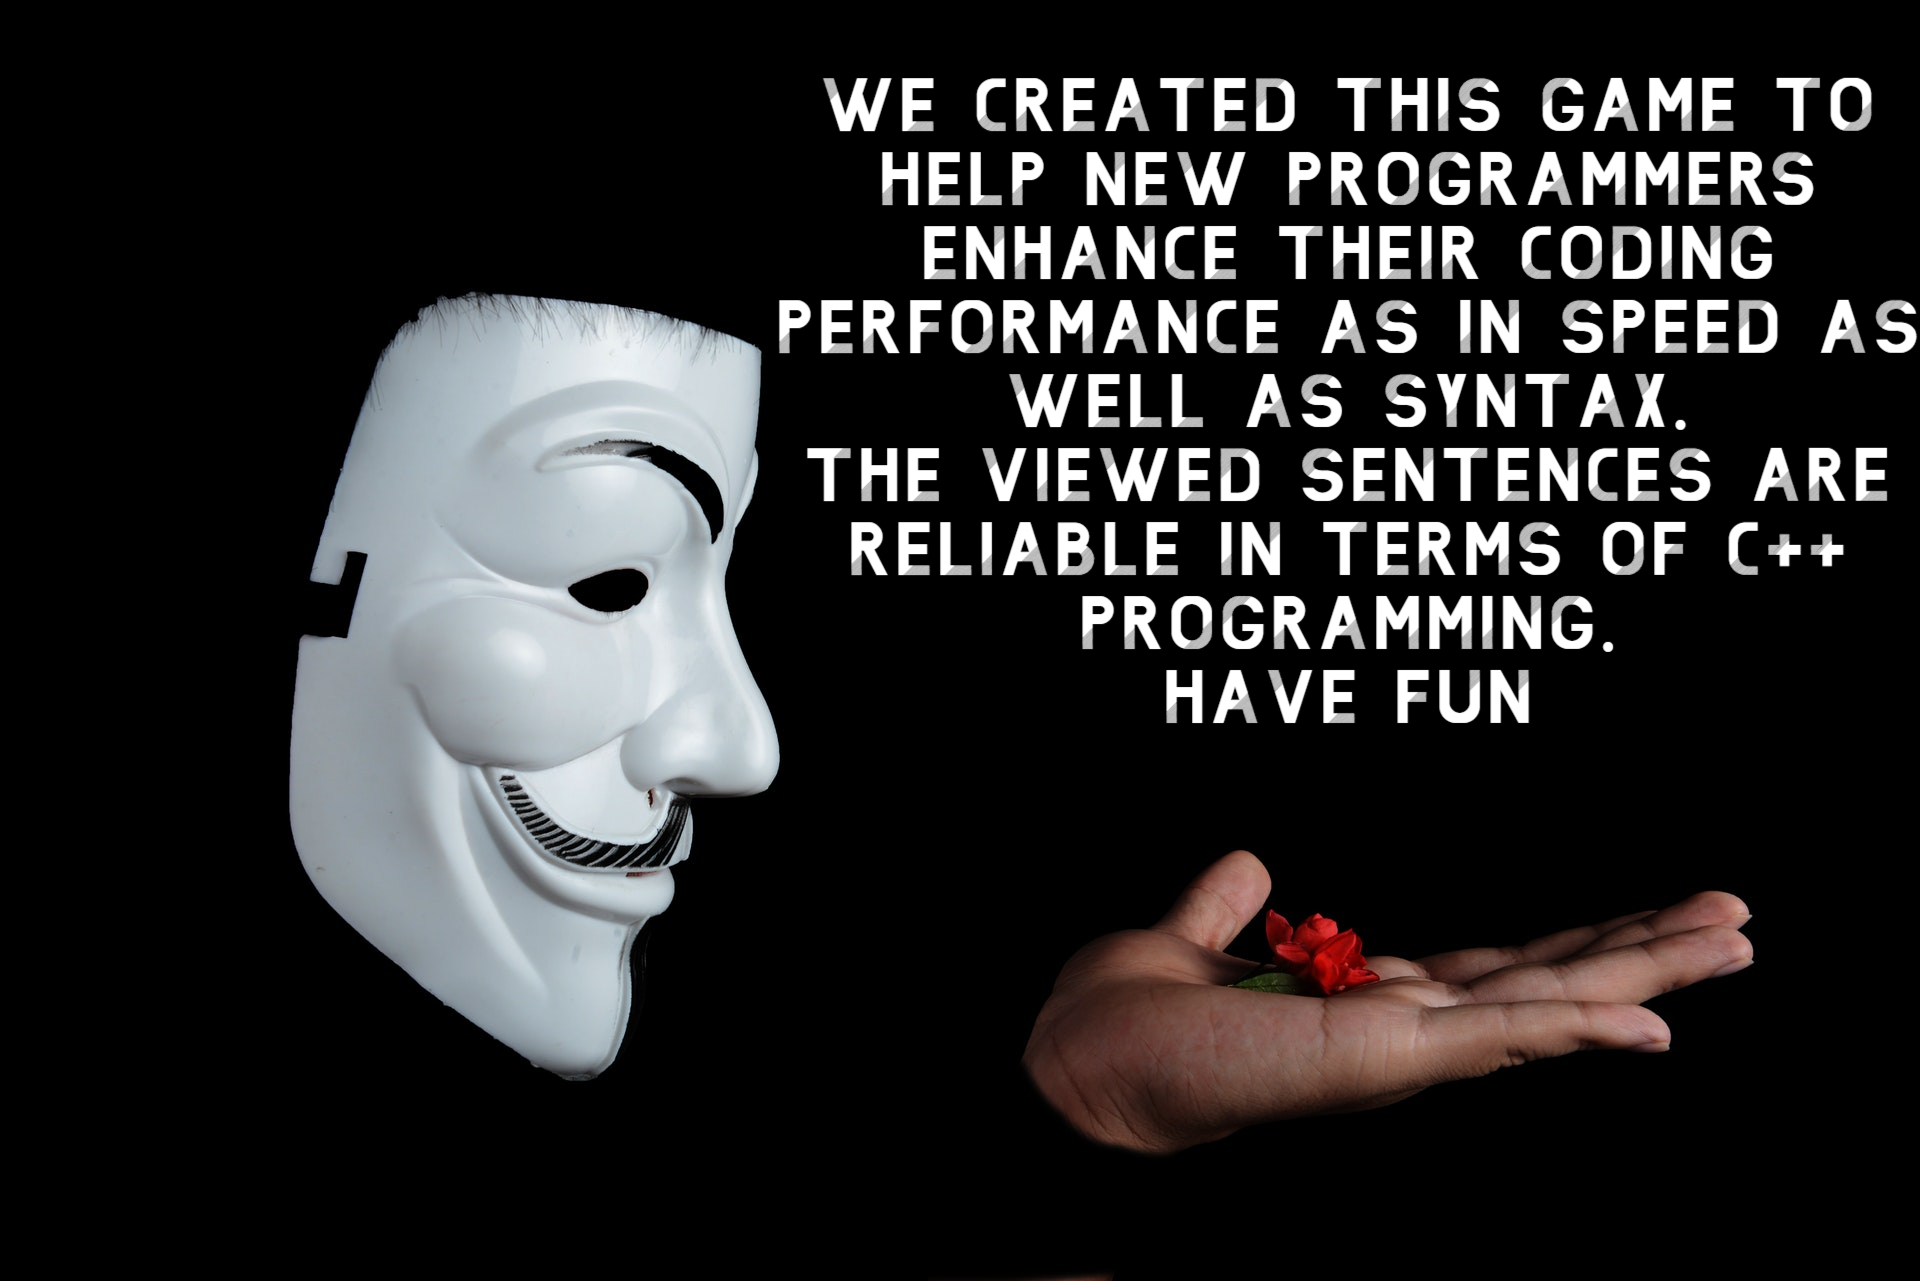 WE CREATED THIS GAME TO
HELP NEW PROGRAMMERS
ENHANCE THEIR CODING
PERFORMANCE AS IN SPEED AS
WELL AS SYNTAX.
THE VIEWED SENTENCES ARE
RELIABLE IN TERMS OF C++
PROGRAMMING.
HAVE FUN